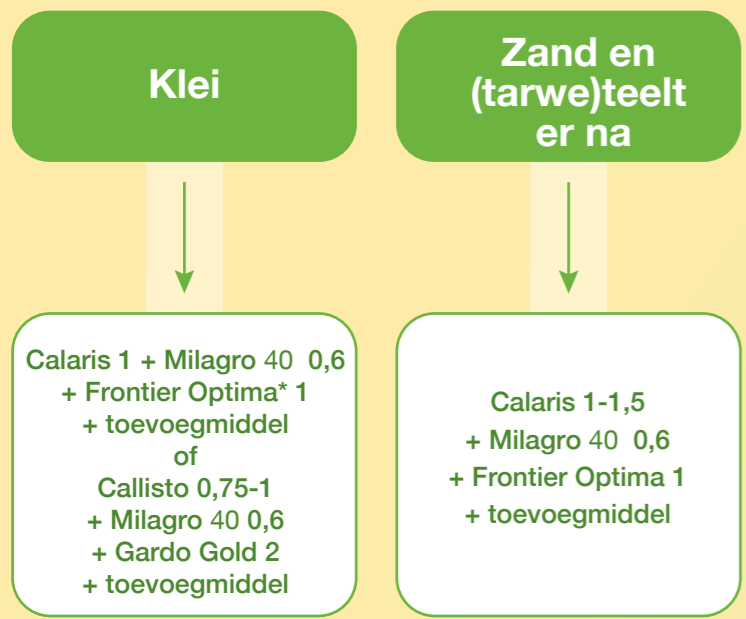 Klei
Calaris 1 + Milagro 40 0,6
+ Frontier Optima* 1
+ toevoegmiddel
of
Callisto 0,75-1
+ Milagro 40 0,6
+ Gardo Gold 2
+ toevoegmiddel
Zand en
(tarwe)teelt
er na
Calaris 1-1,5
+ Milagro 40 0,6
+ Frontier Optima 1
+ toevoegmiddel